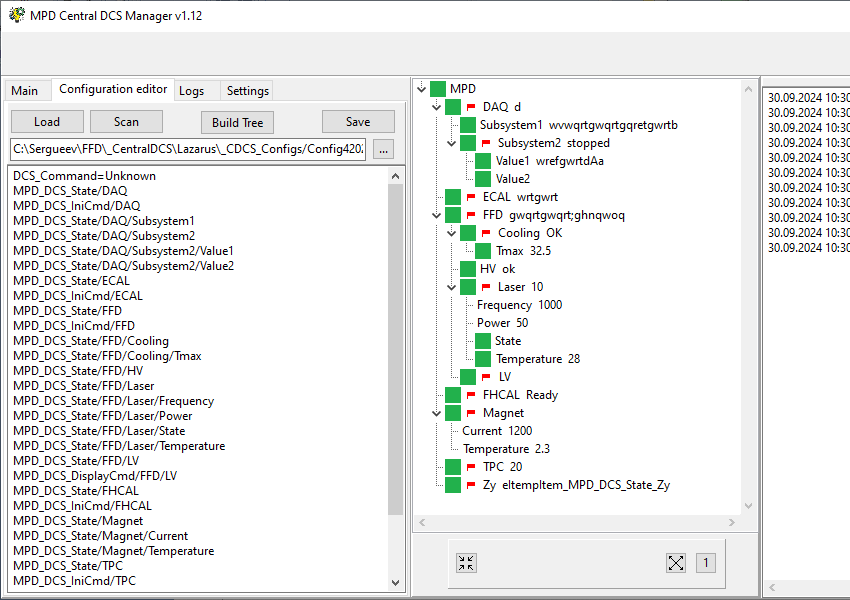 MPD Central DCS Manager v1.12
Main
Configuration editor
Logs
Settings
Load
Scan
Build Tree
Save
C:\Sergueev\FFD\_CentralDCS\Lazarus\_CDCS_Configs/Config420
...
DCS_Command=Unknown
MPD_DCS_State/DAQ
MPD_DCS_IniCmd/DAQ
MPD_DCS_State/DAQ/Subsystem1
MPD_DCS_State/DAQ/Subsystem2
MPD_DCS_State/DAQ/Subsystem2/Value1
MPD_DCS_State/DAQ/Subsystem2/Value2
MPD_DCS_State/ECAL
MPD_DCS_IniCmd/ECAL
MPD_DCS_State/FFD
MPD_DCS_IniCmd/FFD
MPD_DCS_State/FFD/Cooling
MPD_DCS_State/FFD/Cooling/Tmax
MPD_DCS_State/FFD/HV
MPD_DCS_State/FFD/Laser
MPD_DCS_State/FFD/Laser/Frequency
MPD_DCS_State/FFD/Laser/Power
MPD_DCS_State/FFD/Laser/State
MPD_DCS_State/FFD/Laser/Temperature
MPD_DCS_State/FFD/LV
MPD_DCS_DisplayCmd/FFD/LV
MPD_DCS_State/FHCAL
MPD_DCS_IniCmd/FHCAL
MPD_DCS_State/Magnet
MPD_DCS_State/Magnet/Current
MPD_DCS_State/Magnet/Temperature
MPD_DCS_State/TPC
MPD_DCS_IniCmd/TPC
MPD
DAQ d
Subsystem1 wvwqrtgwqrtgqretgwrtb
Subsystem2 stopped
Value1 wrefgwrtdAa
Value2
ECAL wrtgwrt
FFD gwqrtgwqrt;ghnqwoq
Cooling OK
Tmax 32.5
HV ok
Laser 10
Frequency 1000
Power 50
State
Temperature 28
LV
FHCAL Ready
Magnet
Current 1200
Temperature 2.3
TPC 20
Zy eltempItem_MPD_DCS_State_Zy
1
30.09.2024 10:30
30.09.2024 10:30
30.09.2024 10:30
30.09.2024 10:30
30.09.2024 10:30
30.09.2024 10:30
30.09.2024 10:30
30.09.2024 10:30
30.09.2024 10:30
30.09.2024 10:30
30.09.2024 10:30